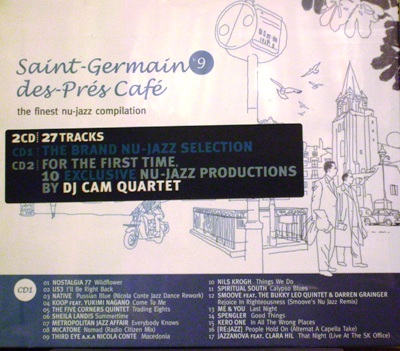 Saint-Germain
des-Prés Café
9
the finest nu-jazz compilation
2CD 27 TRACKS
CD1 THE BRAND NU-JAZZ SELECTION
CD2 FOR THE FIRST TIME,
10 EXCLUSIVE NU-JAZZ PRODUCTIONS
BY DJ CAM QUARTET
CD1
01 NOSTALGIA 77 Wildflower
02 US3 I'll Be Right Back
03 NATIVE Pussian Blue (Nicola Conte Jazz Dance Rework)
04 KOOP FEAT. YUKIMI NAGANO Come To Me
05 THE FIVE CORNERS QUINTET Trading Eights
06 SHEILA LANDIS Summertime
07 METROPOLITAN JAZZ AFFAIR Everybody Knows
08 MICATONE Nomad (Radio Citizen Mix)
09 THIRD EYE A.K.A NICOLA CONTE Macedonia
10 NILS KROGH Things We Do
11 SPIRITUAL SOUTH Calypso Blues
12 SMOOVE FEAT. THE BUKKY LEO QUINTET & DARREN GRAINGER
Rejoice In Righteousness (Smoove's Nu Jazz Remix)
13 ME & YOU Last Night
14 SPENGLER Good Things
15 KERO ONE In All The Wrong Places
16 [RE:JAZZ] People Hold On (Alternat A Capella Take)
17 JAZZANOVA FEAT. CLARA HILL That Night (Live At The SK Office)